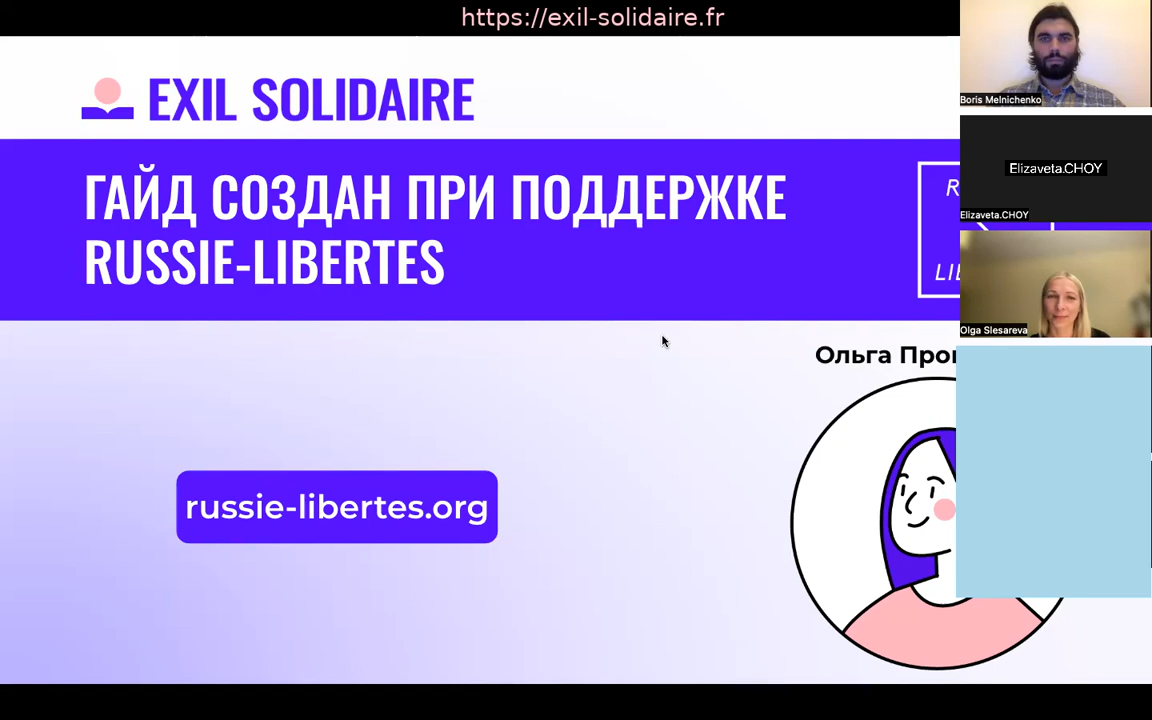 https://exil-solidaire.fr
EXIL SOLIDAIRE
ГАЙД СОЗДАН ПРИ ПОДДЕРЖКЕ
RUSSIE-LIBERTES
Ольга
russie-libertes.org
Boris Melnichenko
Elizaveta.CHOY
Elizaveta.CHOY
Olga Slesareva